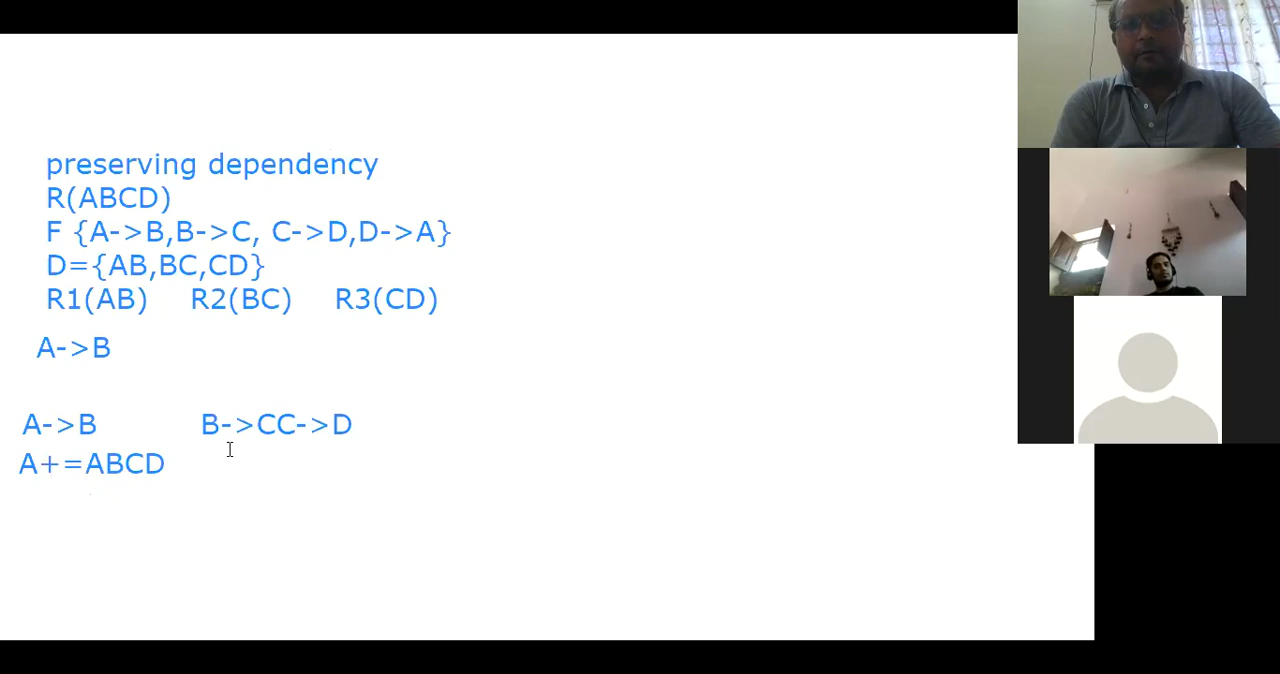 preserving dependency
R(ABCD)
F {A->B,B->C, C->D,D->A}
D={AB,BC,CD}
R1(AB) R2(BC) R3(CD)
A->B
A->B B->CC->D
A+=ABCD